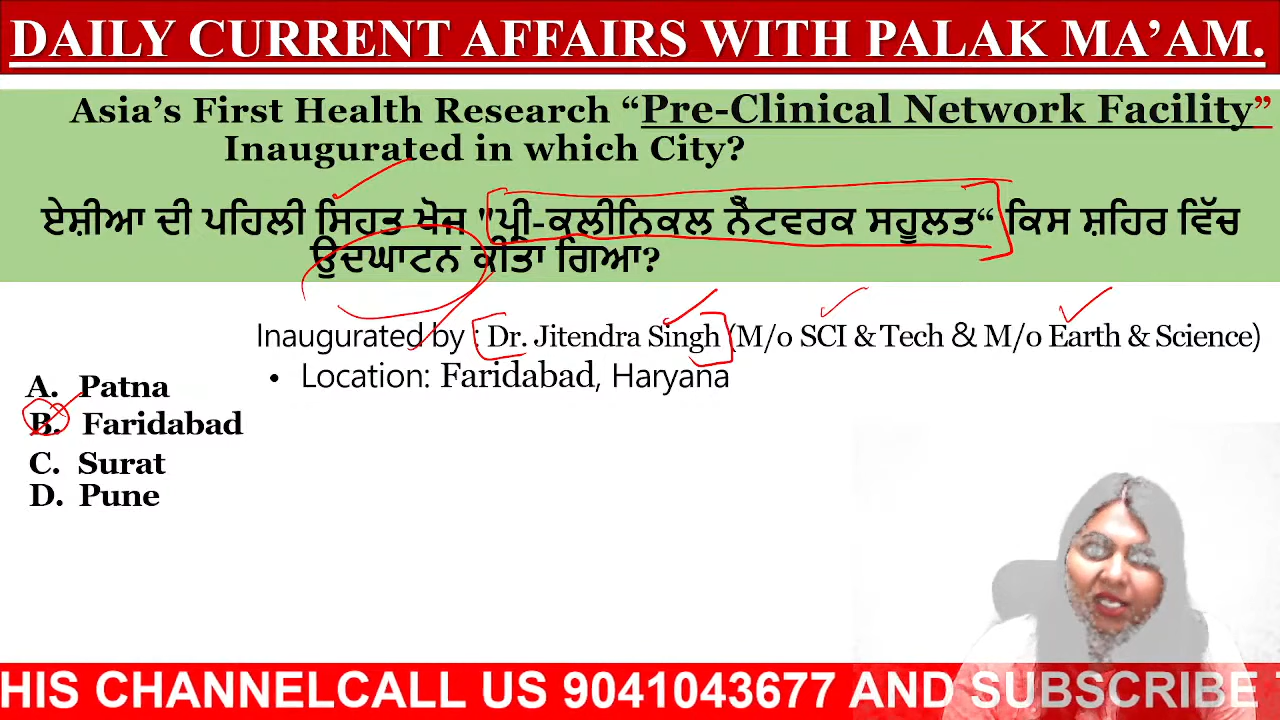 DAILY CURRENT AFFAIRS WITH PALAK MA’AM.
Asia’s First Health Research “Pre-Clinical Network Facility”
Inaugurated in which City?
ਏਸ਼ੀਆ ਦੀ ਪਹਿਲੀ ਸਿਹਤ ਖੋਜ "ਪ੍ਰੀ-ਕਲੀਨਿਕਲ ਨੈੱਟਵਰਕ ਸਹੂਲਤ“ ਕਿਸ ਸ਼ਹਿਰ ਵਿੱਚ
ਉਦਘਾਟਨ ਕੀਤਾ ਗਿਆ?
Inaugurated by : Dr. Jitendra Singh (M/o SCI & Tech & M/o Earth & Science)
• Location: Faridabad, Haryana
A. Patna
B. Faridabad
C. Surat
D. Pune
HIS CHANNELCALL US 9041043677 AND SUBSCRIBE